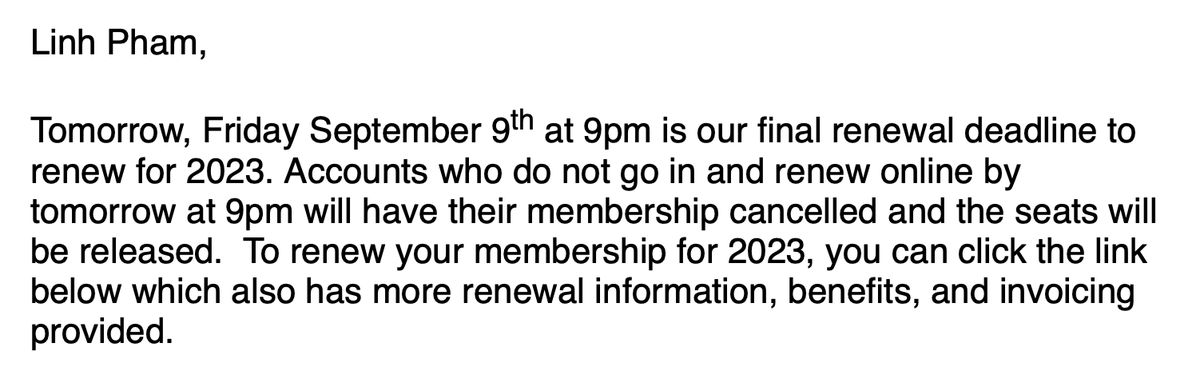 Linh Pham,
Tomorrow, Friday September 9th at 9pm is our final renewal deadline to
renew for 2023. Accounts who do not go in and renew online by
tomorrow at 9pm will have their membership cancelled and the seats will
be released.  To renew your membership for 2023, you can click the link
below which also has more renewal information, benefits, and invoicing
provided.